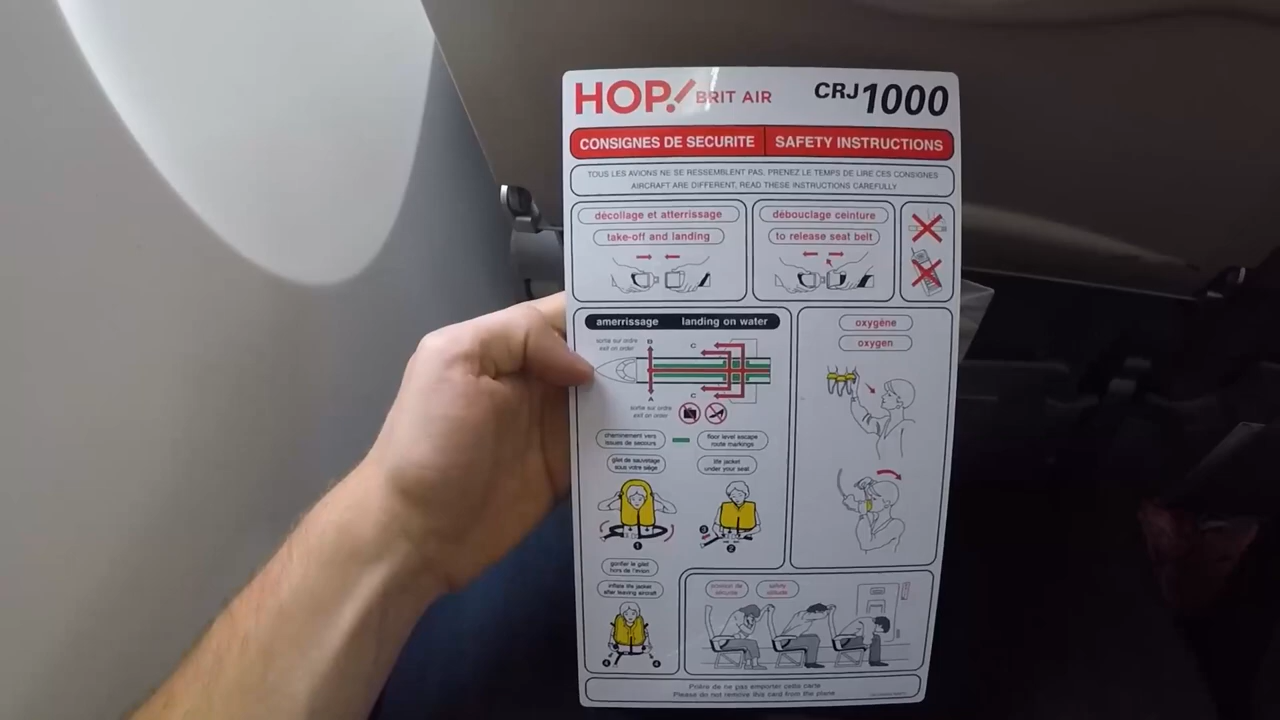 HOP! BRIT AIR CRJ1000
CONSIGNES DE SECURITE SAFETY INSTRUCTIONS
TOUS LES AVIONS NE SE RESSEMBLENT PAS, PRENEZ LE TEMPS DE LIRE CES CONSIGNES
AIRCRAFT ARE DIFFERENT, READ THESE INSTRUCTIONS CAREFULLY
décollage et atterrissage
take-off and landing
débouclage ceinture
to release seat belt
amerrissage landing on water
sortie sur ordre
exit on order
B
C
A
C
sortie sur ordre
exit on order
cheminement vers
issues de secours
floor level escape
route markings
gilet de sauvetage
sous votre siège
life jacket
under your seat
1
3
2
gonfler le gilet
hors de l'avion
inflate life jacket
after leaving aircraft
4 4
oxygène
oxygen
position de
sécurité
safety
attitude
Prière de ne pas emporter cette carte
Please do not remove this card from the plane